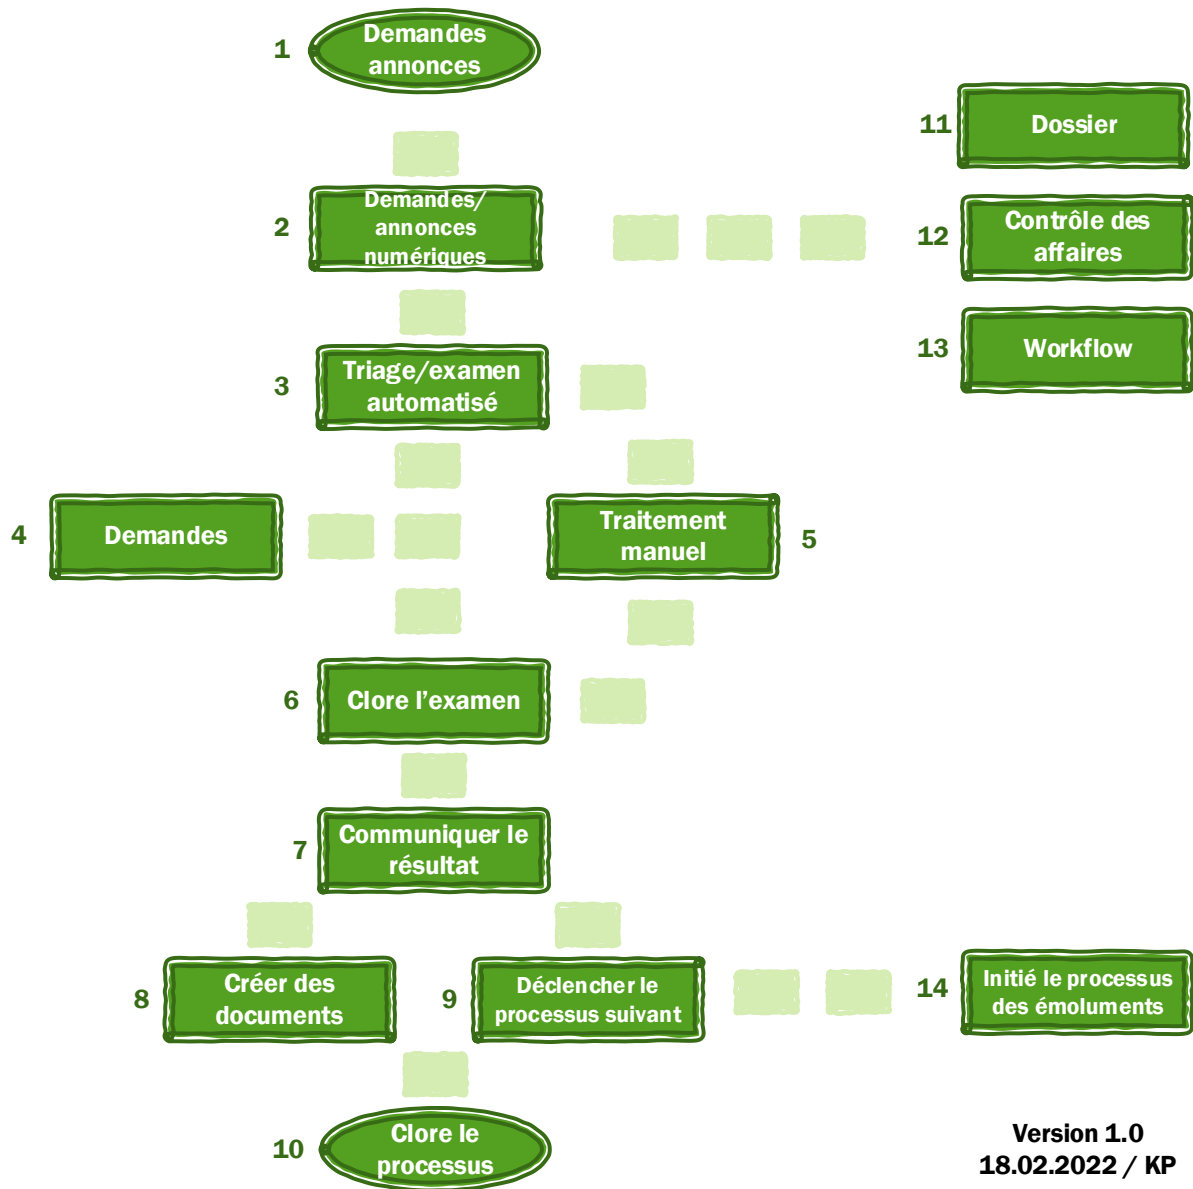 1
Demandes
annonces
11
Dossier
2
Demandes/
annonces
numériques
12
Contrôle des
affaires
13
Workflow
3
Triage/examen
automatisé
4
Demandes
Traitement
manuel
5
6
Clore l'examen
7
Communiquer le
résultat
8
Créer des
documents
9
Déclencher le
processus suivant
14
Initié le processus
des émoluments
10
Clore le
processus
Version 1.0
18.02.2022 / KP